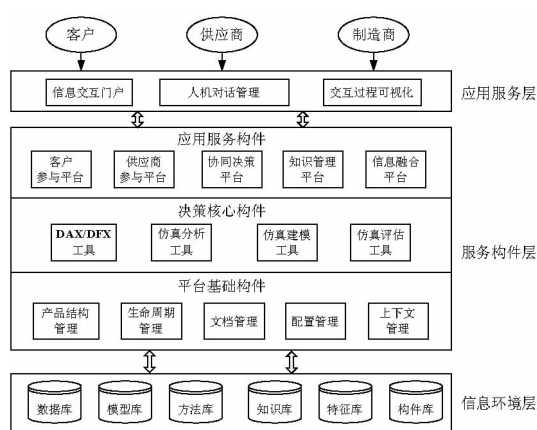 客户
供应商
制造商
信息交互门户
人机对话管理
交互过程可视化
应用服务层
应用服务构件
客户
参与平台
供应商
参与平台
协同决策
平台
知识管理
平台
信息融合
平台
决策核心构件
DAX/DFX
工具
仿真分析
工具
仿真建模
工具
仿真评估
工具
服务构件层
平台基础构件
产品结构
管理
生命周期
管理
文档管理
配置管理
上下文
管理
数据库
模型库
方法库
知识库
特征库
构件库
信息环境层